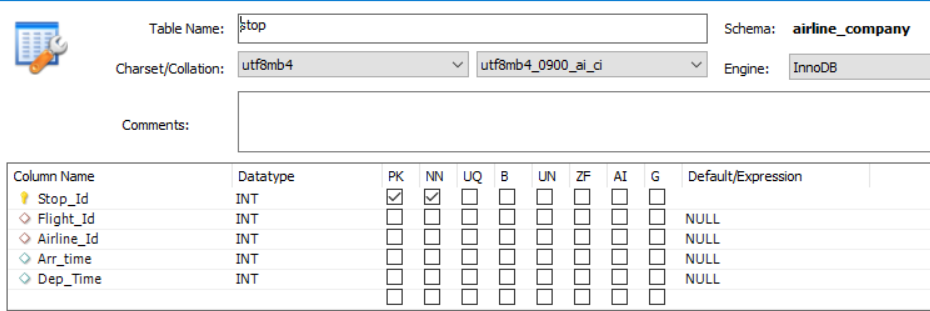 Table Name: stop Schema: airline_company
Charset/Collation: utf8mb4 utf8mb4_0900_ai_ci Engine: InnoDB
Comments:
Column Name Datatype PK NN UQ B UN ZF AI G Default/Expression
Stop_Id INT
Flight_Id INT NULL
Airline_Id INT NULL
Arr_time INT NULL
Dep_Time INT NULL